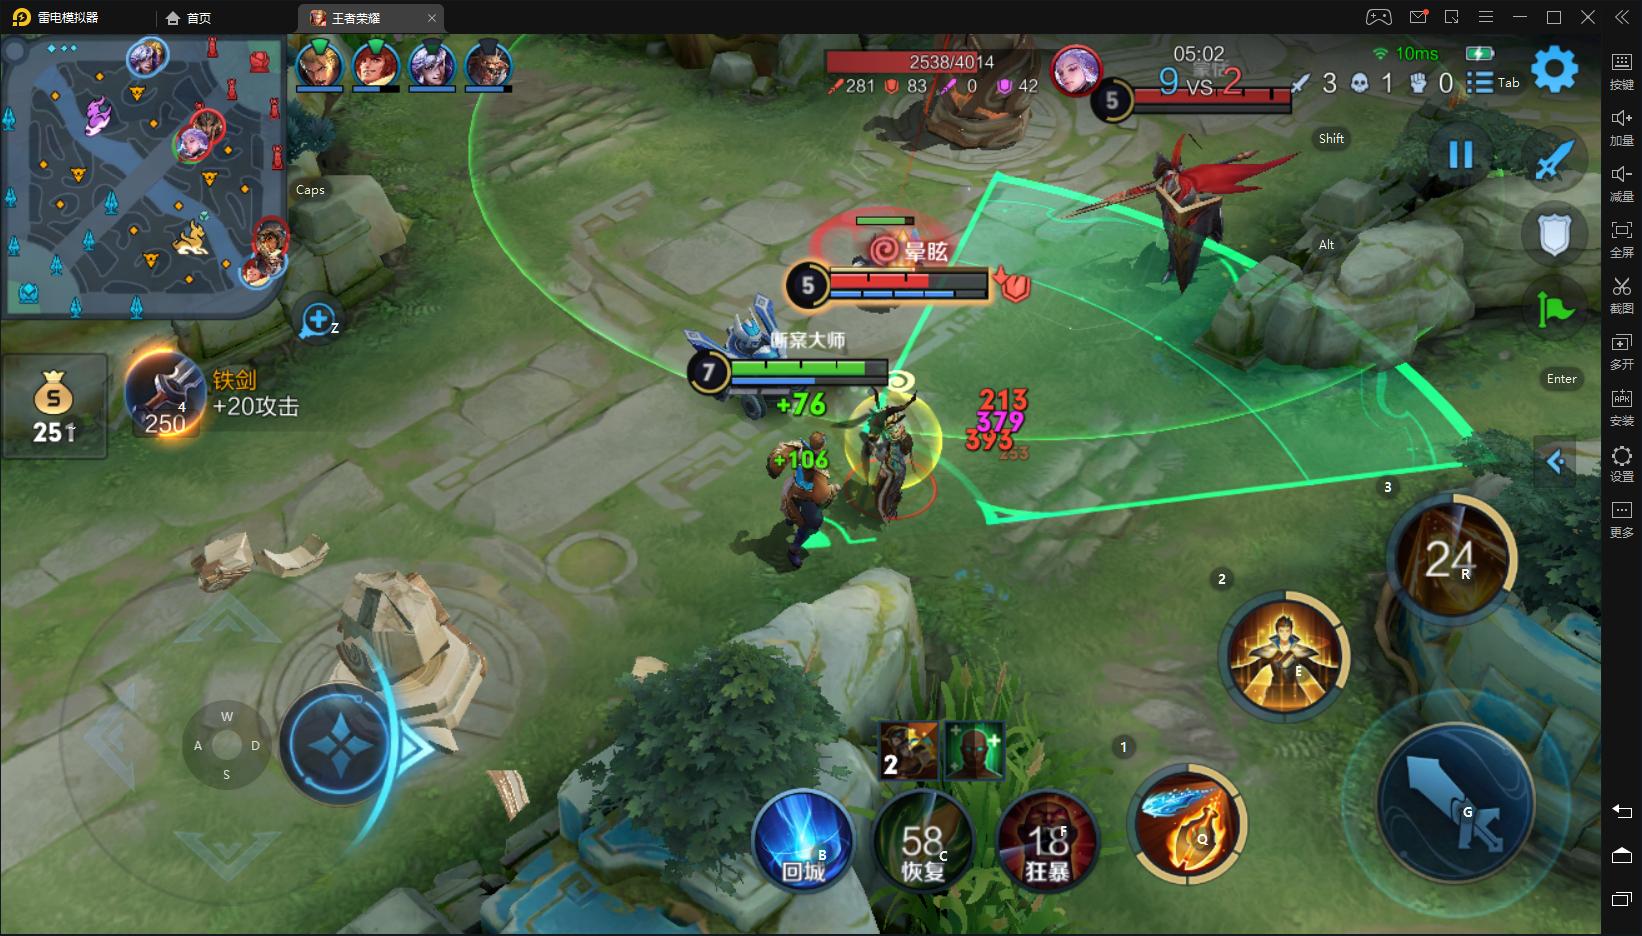 雷电模拟器
首页
王者荣耀
2538/4014
281 83 0 42
05:02
9 VS 2
3 1 0
10ms
Tab
5
Shift
按键
加量
减量
全屏
截图
多开
安装
设置
更多
Caps
Alt
Z
晕眩
5
断案大师
7
铁剑
+20攻击
4
250
S
251
+76
+106
213
379
393
253
Enter
3
24
R
2
E
W
A D
S
1
2
B
回城
58
C
恢复
18
F
狂暴
Q
G
APK